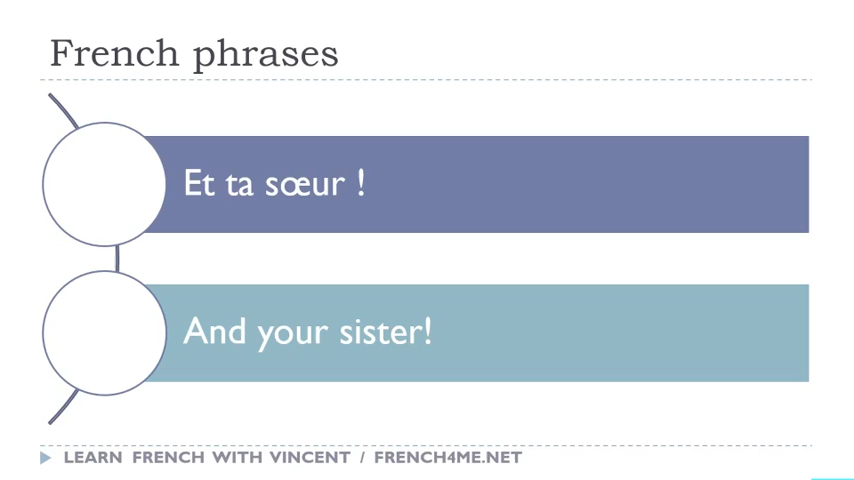 French phrases
Et ta sœur !
And your sister!
LEARN FRENCH WITH VINCENT / FRENCH4ME.NET